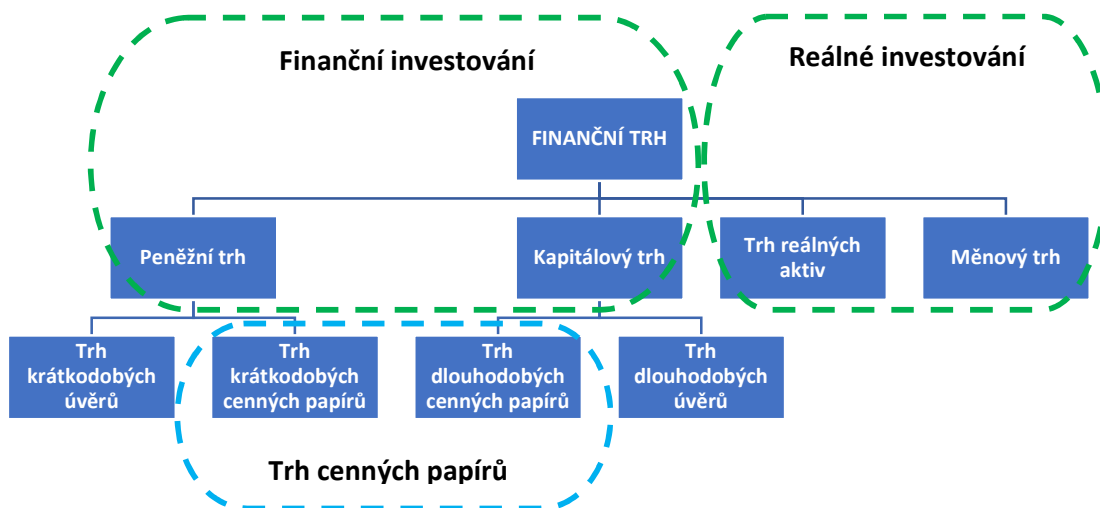 Finanční investování
Reálné investování
FINANČNÍ TRH
Peněžní trh
Kapitálový trh
Trh reálných
aktiv
Měnový trh
Trh
krátkodobých
úvěrů
Trh
krátkodobých
cenných papírů
Trh
dlouhodobých
cenných papírů
Trh
dlouhodobých
úvěrů
Trh cenných papírů